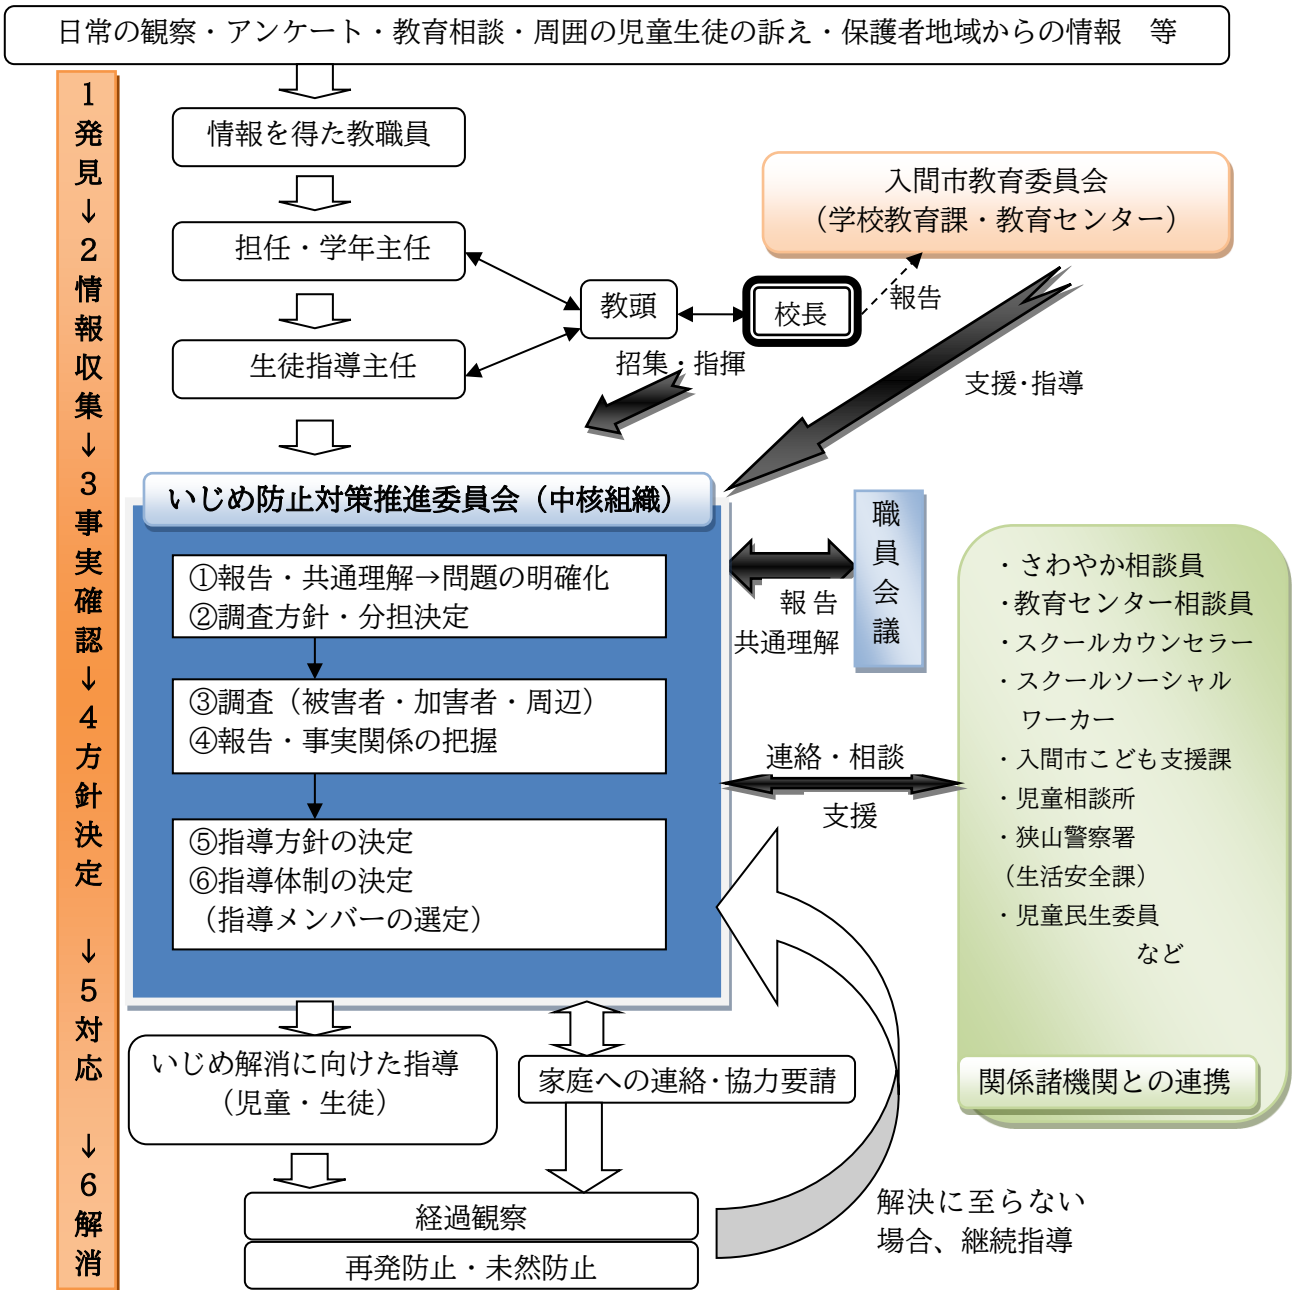 日常の観察・アンケート・教育相談・周囲の児童生徒の訴え・保護者地域からの情報　等
1発見↓2情報収集↓3事実確認↓4方針決定　↓5対応　↓6解消
情報を得た教職員
担任・学年主任
生徒指導主任
教頭
校長
報告
入間市教育委員会
（学校教育課・教育センター）
招集・指揮
支援・指導
いじめ防止対策推進委員会（中核組織）
①報告・共通理解→問題の明確化
②調査方針・分担決定
③調査（被害者・加害者・周辺）
④報告・事実関係の把握
⑤指導方針の決定
⑥指導体制の決定
（指導メンバーの選定）
職員会議
報 告
共通理解
連絡・相談
支援
・さわやか相談員
・教育センター相談員
・スクールカウンセラー
・スクールソーシャル
ワーカー
・入間市こども支援課
・児童相談所
・狭山警察署
（生活安全課）
・児童民生委員
など
関係諸機関との連携
いじめ解消に向けた指導
（児童・生徒）
家庭への連絡・協力要請
経過観察
再発防止・未然防止
解決に至らない
場合、継続指導